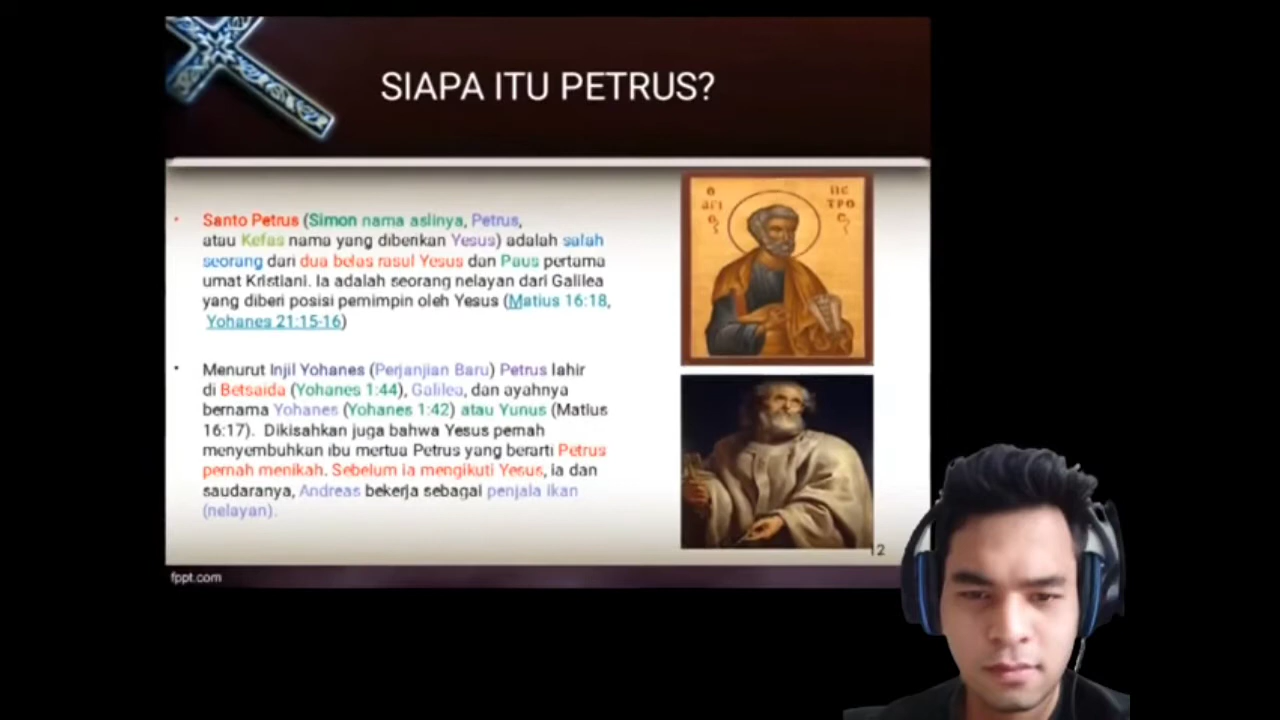 SIAPA ITU PETRUS?
• Santo Petrus (Simon nama aslinya, Petrus,
atau Kefas nama yang diberikan Yesus) adalah salah
seorang dari dua belas rasul Yesus dan Paus pertama
umat Kristiani. Ia adalah seorang nelayan dari Galilea
yang diberi posisi pemimpin oleh Yesus (Matius 16:18,
Yohanes 21:15-16)
• Menurut Injil Yohanes (Perjanjian Baru) Petrus lahir
di Betsaida (Yohanes 1:44), Galilea, dan ayahnya
bernama Yohanes (Yohanes 1:42) atau Yunus (Matius
16:17). Dikisahkan juga bahwa Yesus pernah
menyembuhkan ibu mertua Petrus yang berarti Petrus
pernah menikah. Sebelum ia mengikuti Yesus, ia dan
saudaranya, Andreas bekerja sebagai penjala ikan
(nelayan).
Ο
ΑΓΙ
Ο
ΠΕ
ΤΡΟ
С
12
fppt.com